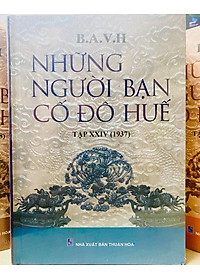 B.A.V.H
NHỮNG
NGƯỜI BẠN
CỐ ĐÔ HUẾ
TẬP XXIV (1937)
NHÀ XUẤT BẢN THUẬN HÓA